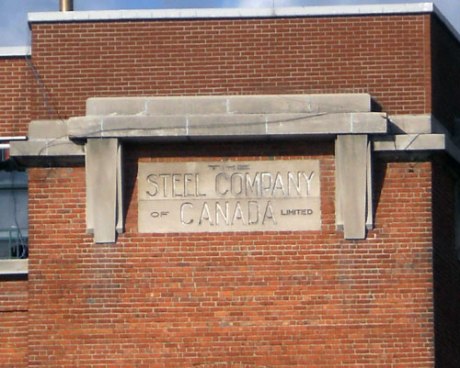 THE
STEEL COMPANY
OF CANADA LIMITED